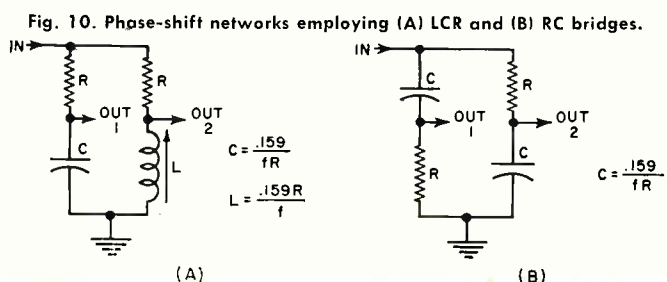 Fig. 10. Phase-shift networks employing (A) LCR and (B) RC bridges.
IN
R
R
OUT
1
OUT
2
C
L
C = .159
fR
L = .159R
f
(A)
IN
C
R
OUT
1
OUT
2
R
C
C = .159
fR
(B)